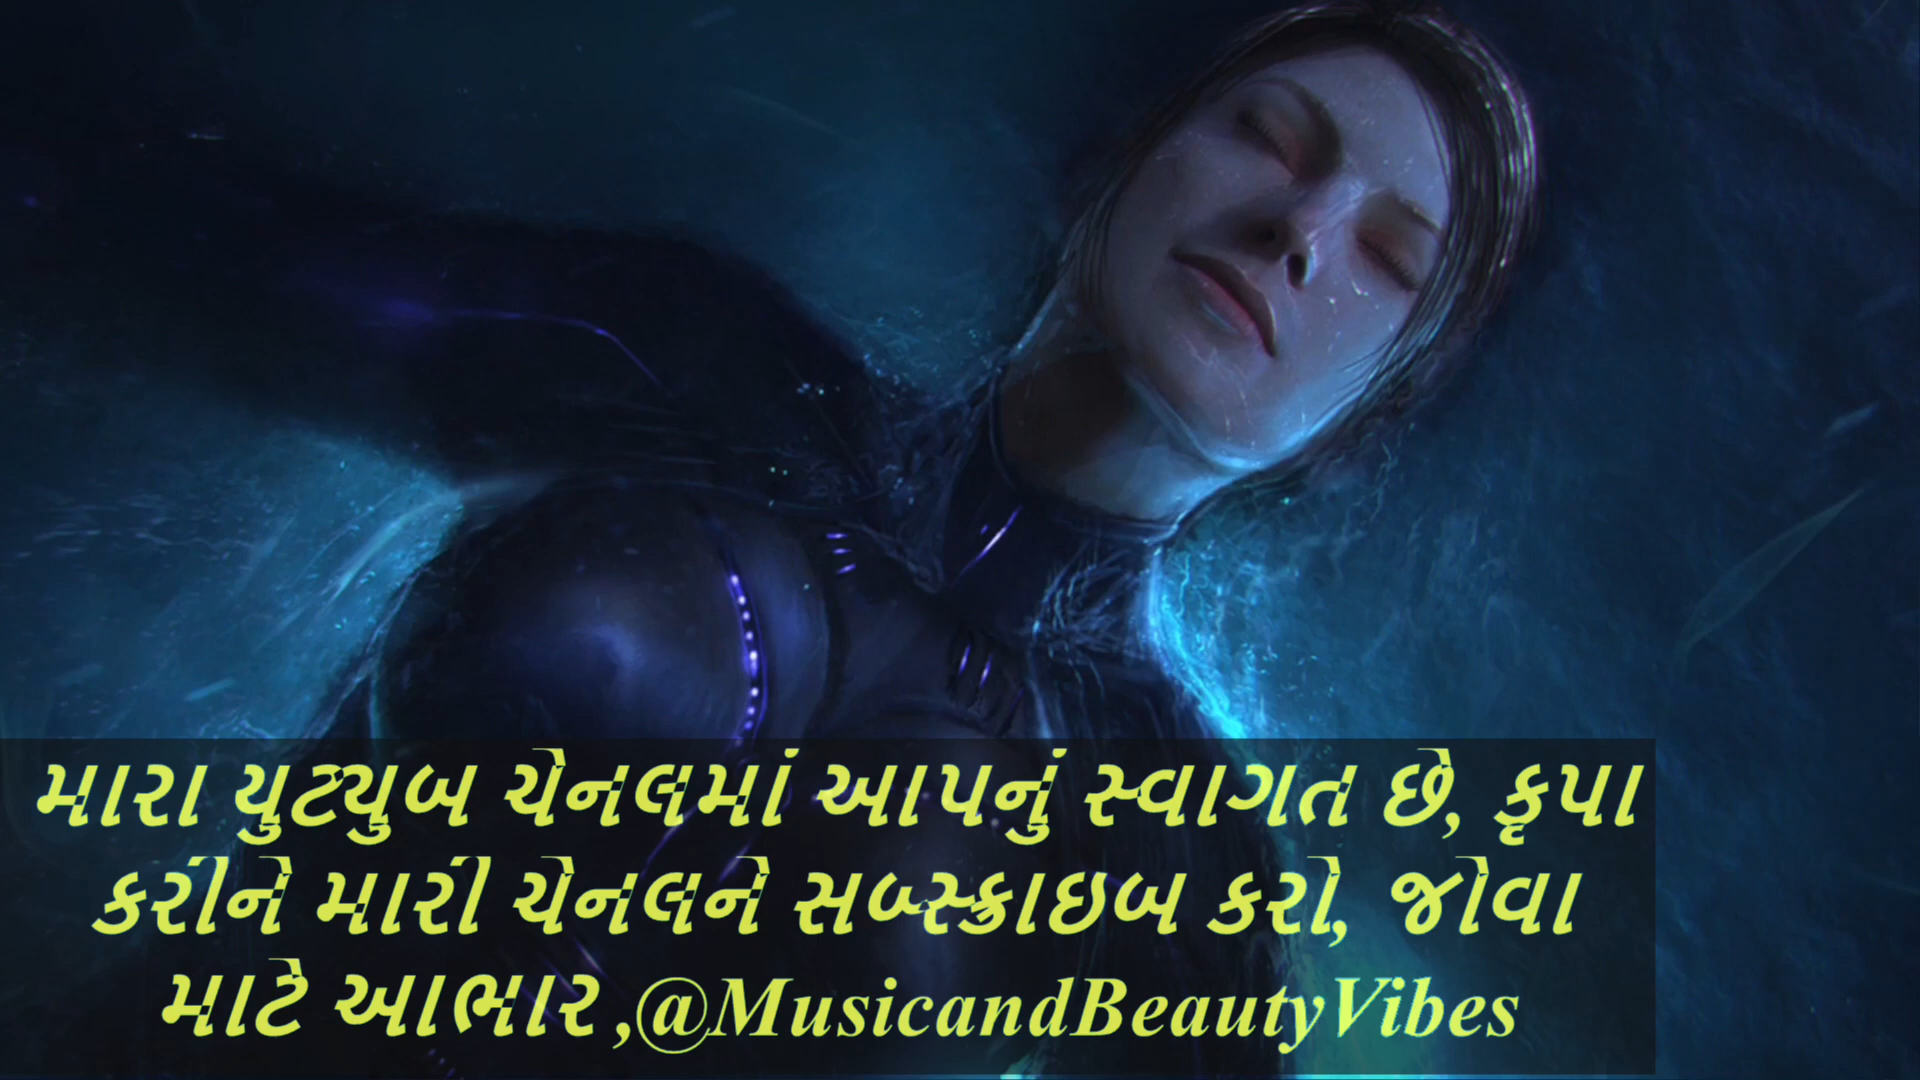 મારા યુટ્યુબ ચેનલમાં આપનું સ્વાગત છે, કૃપા
કરીને મારી ચેનલને સબ્સ્ક્રાઇબ કરો, જોવા
માટે આભાર ,@MusicandBeautyVibes